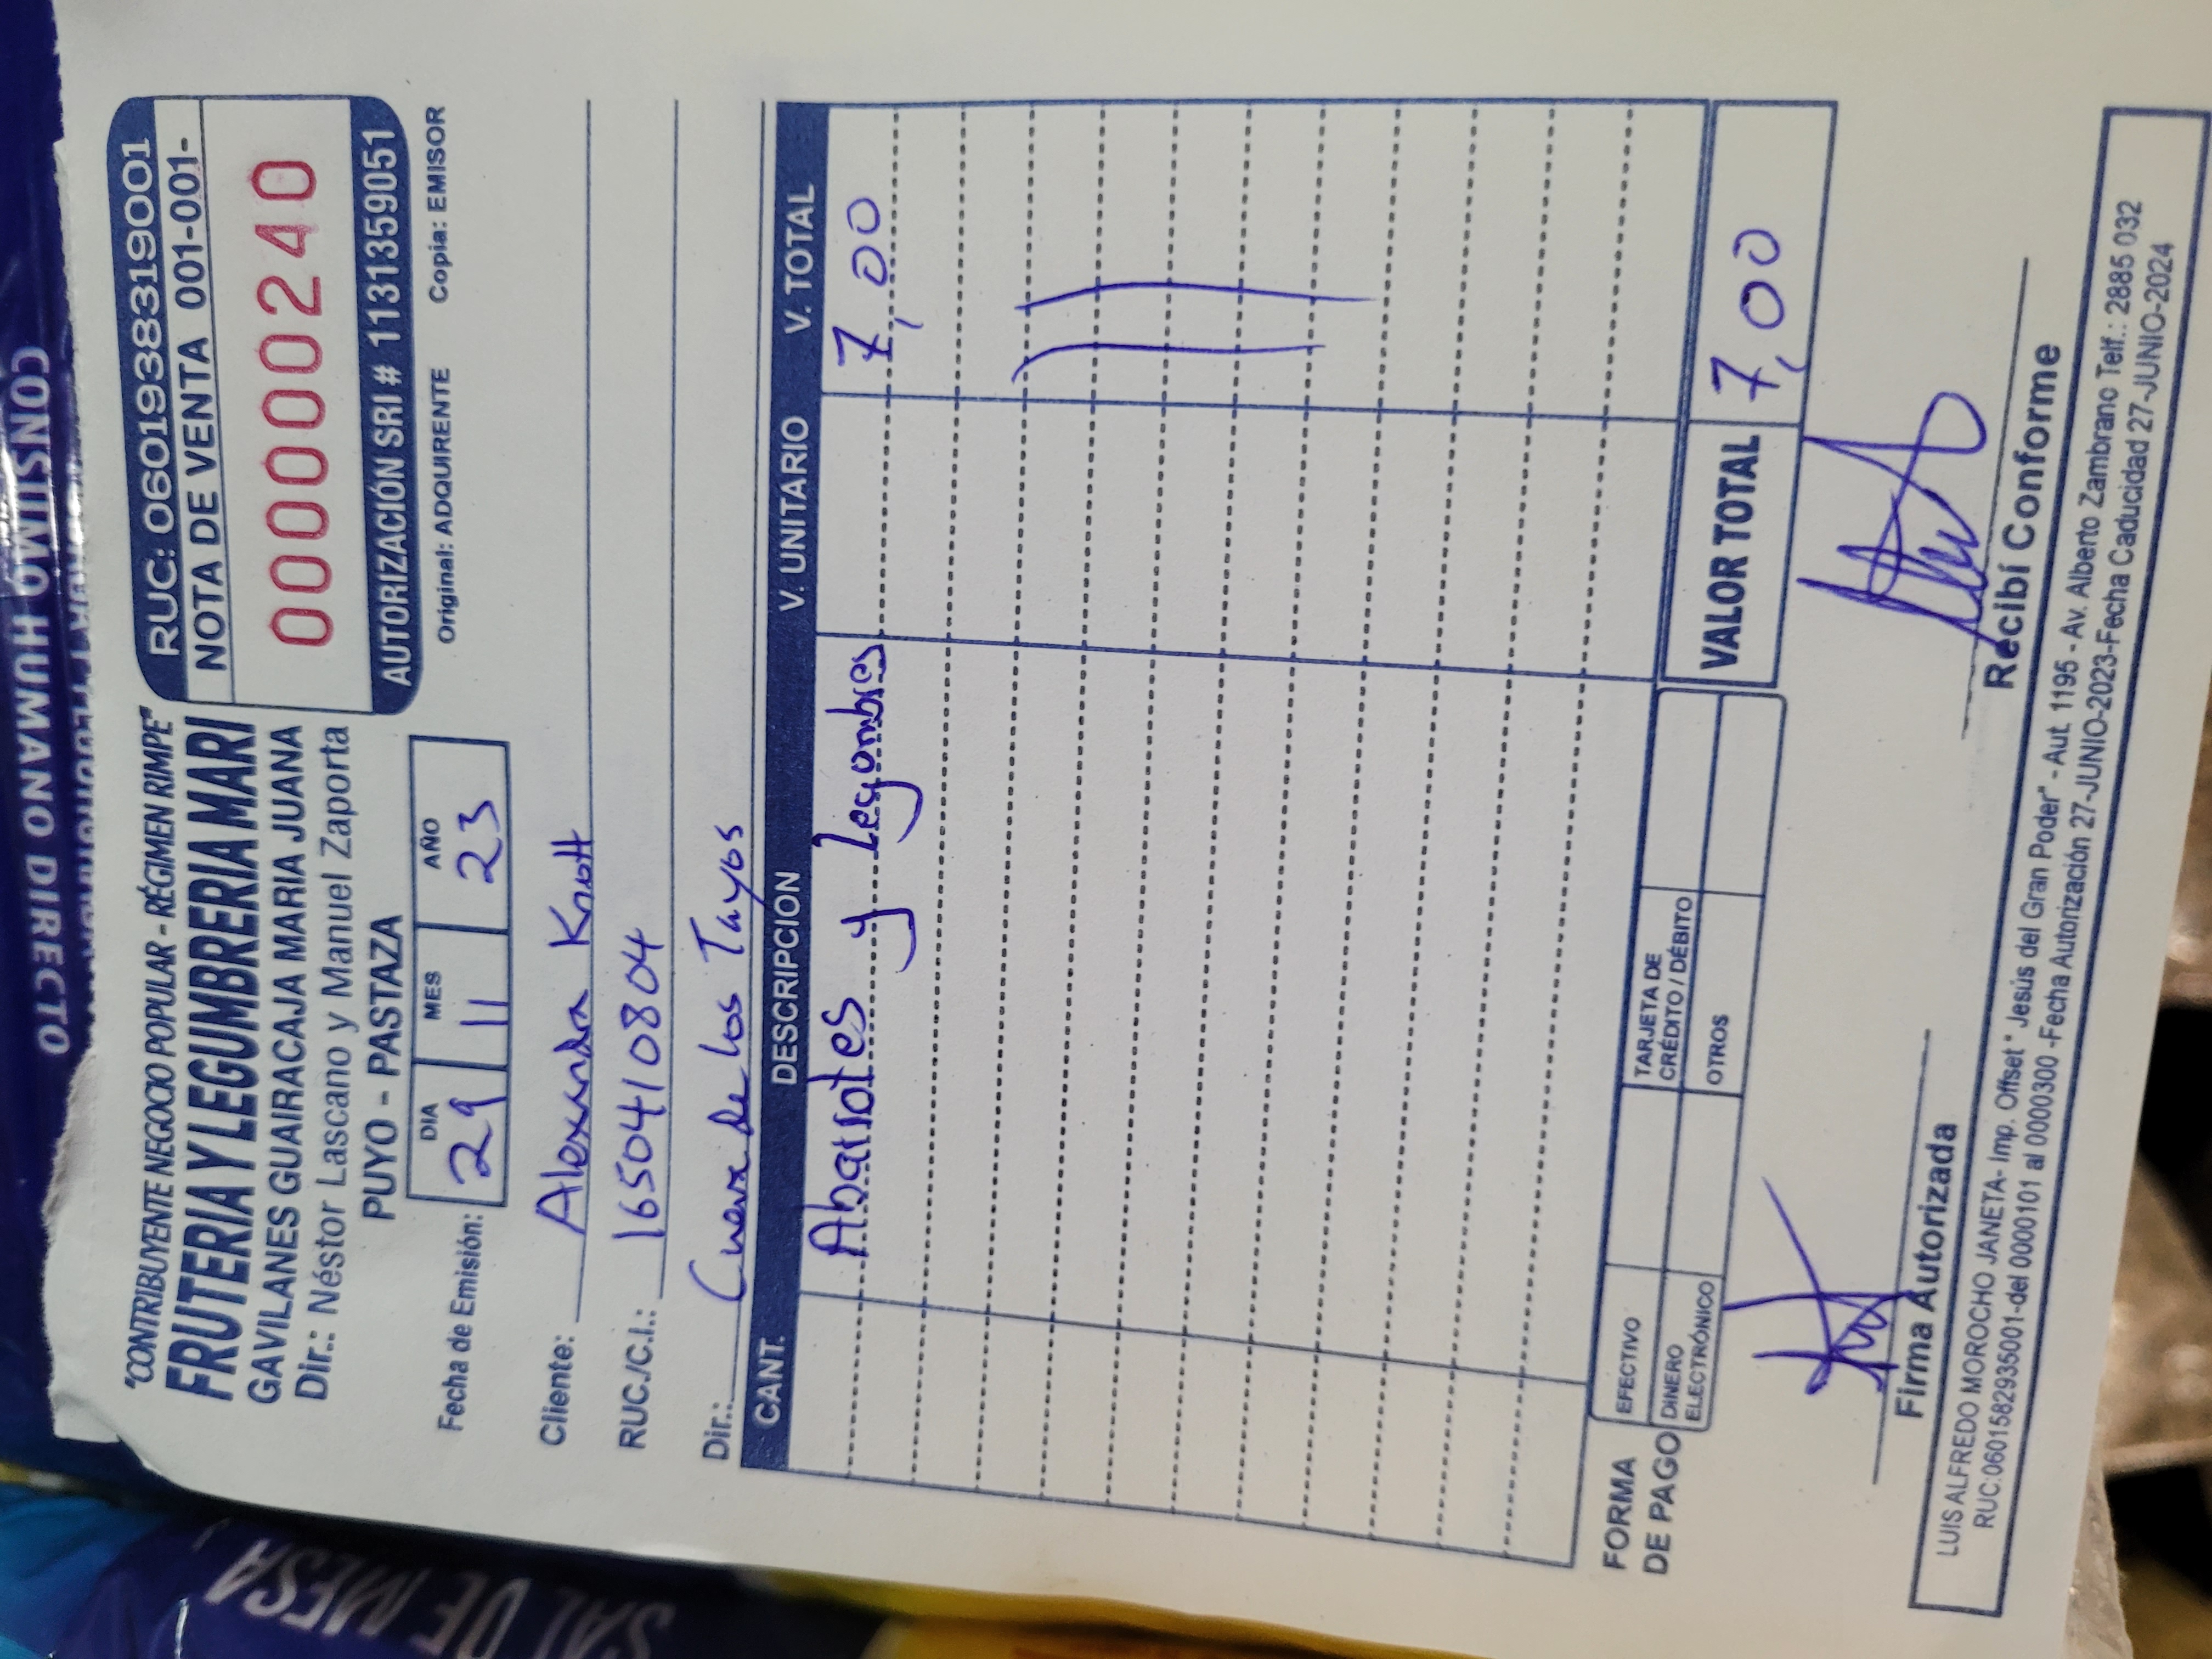 "CONTRIBUYENTE NEGOCIO POPULAR - RÉGIMEN RIMPE"
FRUTERIA Y LEGUMBRERIA MARI
GAVILANES GUAIRACAJA MARIA JUANA
Dir.: Néstor Lascano y Manuel Zaporta
PUYO - PASTAZA
RUC: 0601938319001
NOTA DE VENTA 001-001-
0000240
AUTORIZACIÓN SRI # 1131359051
Original: ADQUIRENTE Copia: EMISOR
Fecha de Emisión: DIA 29 MES 11 AÑO 23
Cliente: Alexandra Knott
RUC./C.I.: 1650410804
Dir.: Cueva de los Tayos
CANT. DESCRIPCION V. UNITARIO V. TOTAL
Abarrotes y Legumbres 7,00
FORMA DE PAGO
EFECTIVO
DINERO ELECTRÓNICO
TARJETA DE CRÉDITO / DÉBITO
OTROS
VALOR TOTAL 7,00
Firma Autorizada
Recibí Conforme
LUIS ALFREDO MOROCHO JANETA- Imp. Offset " Jesús del Gran Poder" - Aut. 1195 - Av. Alberto Zambrano Telf.: 2885 032
RUC:0601582935001-del 0000101 al 0000300 -Fecha Autorización 27-JUNIO-2023-Fecha Caducidad 27-JUNIO-2024
CONSUMO HUMANO DIRECTO
SAL DE MESA